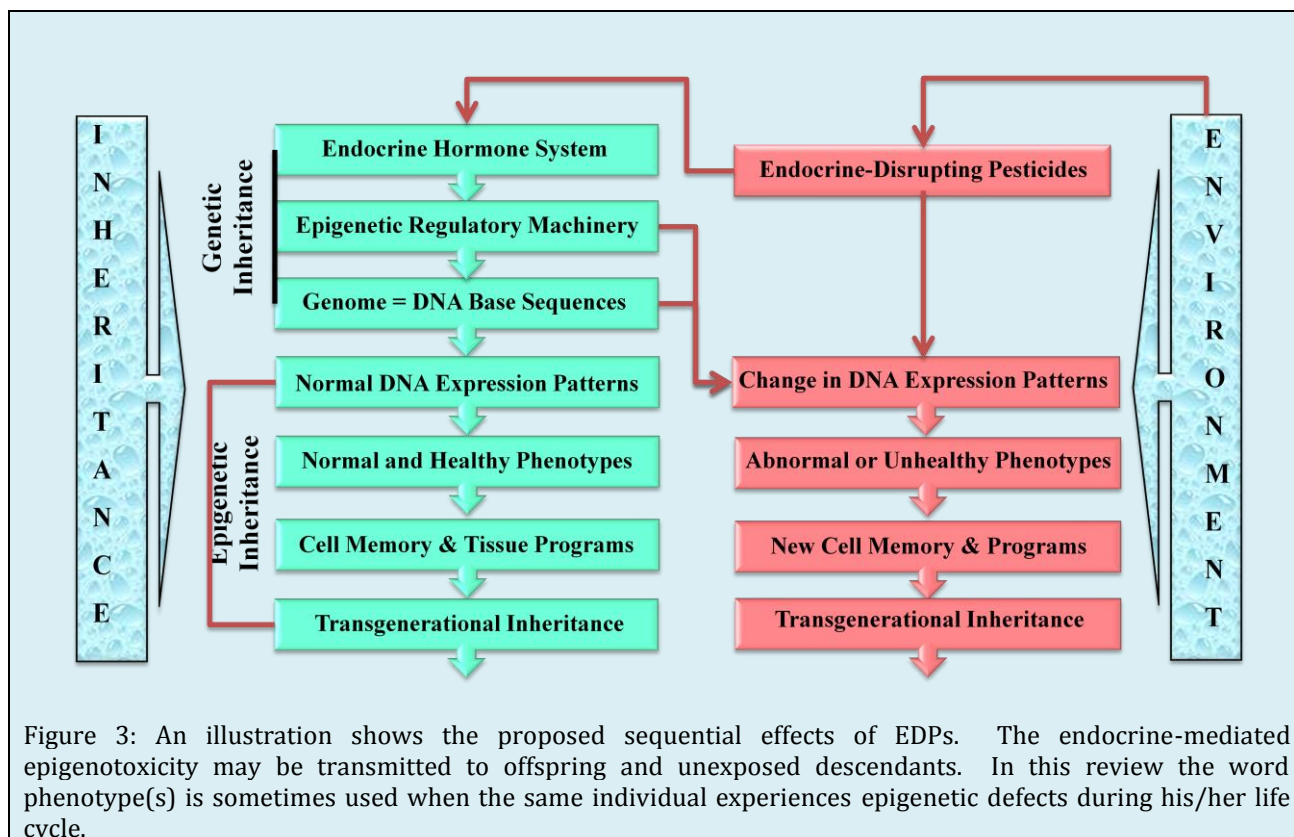 INHERITANCE
Genetic
Inheritance
Epigenetic
Inheritance
Endocrine Hormone System
Epigenetic Regulatory Machinery
Genome = DNA Base Sequences
Normal DNA Expression Patterns
Normal and Healthy Phenotypes
Cell Memory & Tissue Programs
Transgenerational Inheritance
Endocrine-Disrupting Pesticides
Change in DNA Expression Patterns
Abnormal or Unhealthy Phenotypes
New Cell Memory & Programs
Transgenerational Inheritance
ENVIRONMENT
Figure 3: An illustration shows the proposed sequential effects of EDPs. The endocrine-mediated
epigenotoxicity may be transmitted to offspring and unexposed descendants. In this review the word
phenotype(s) is sometimes used when the same individual experiences epigenetic defects during his/her life
cycle.